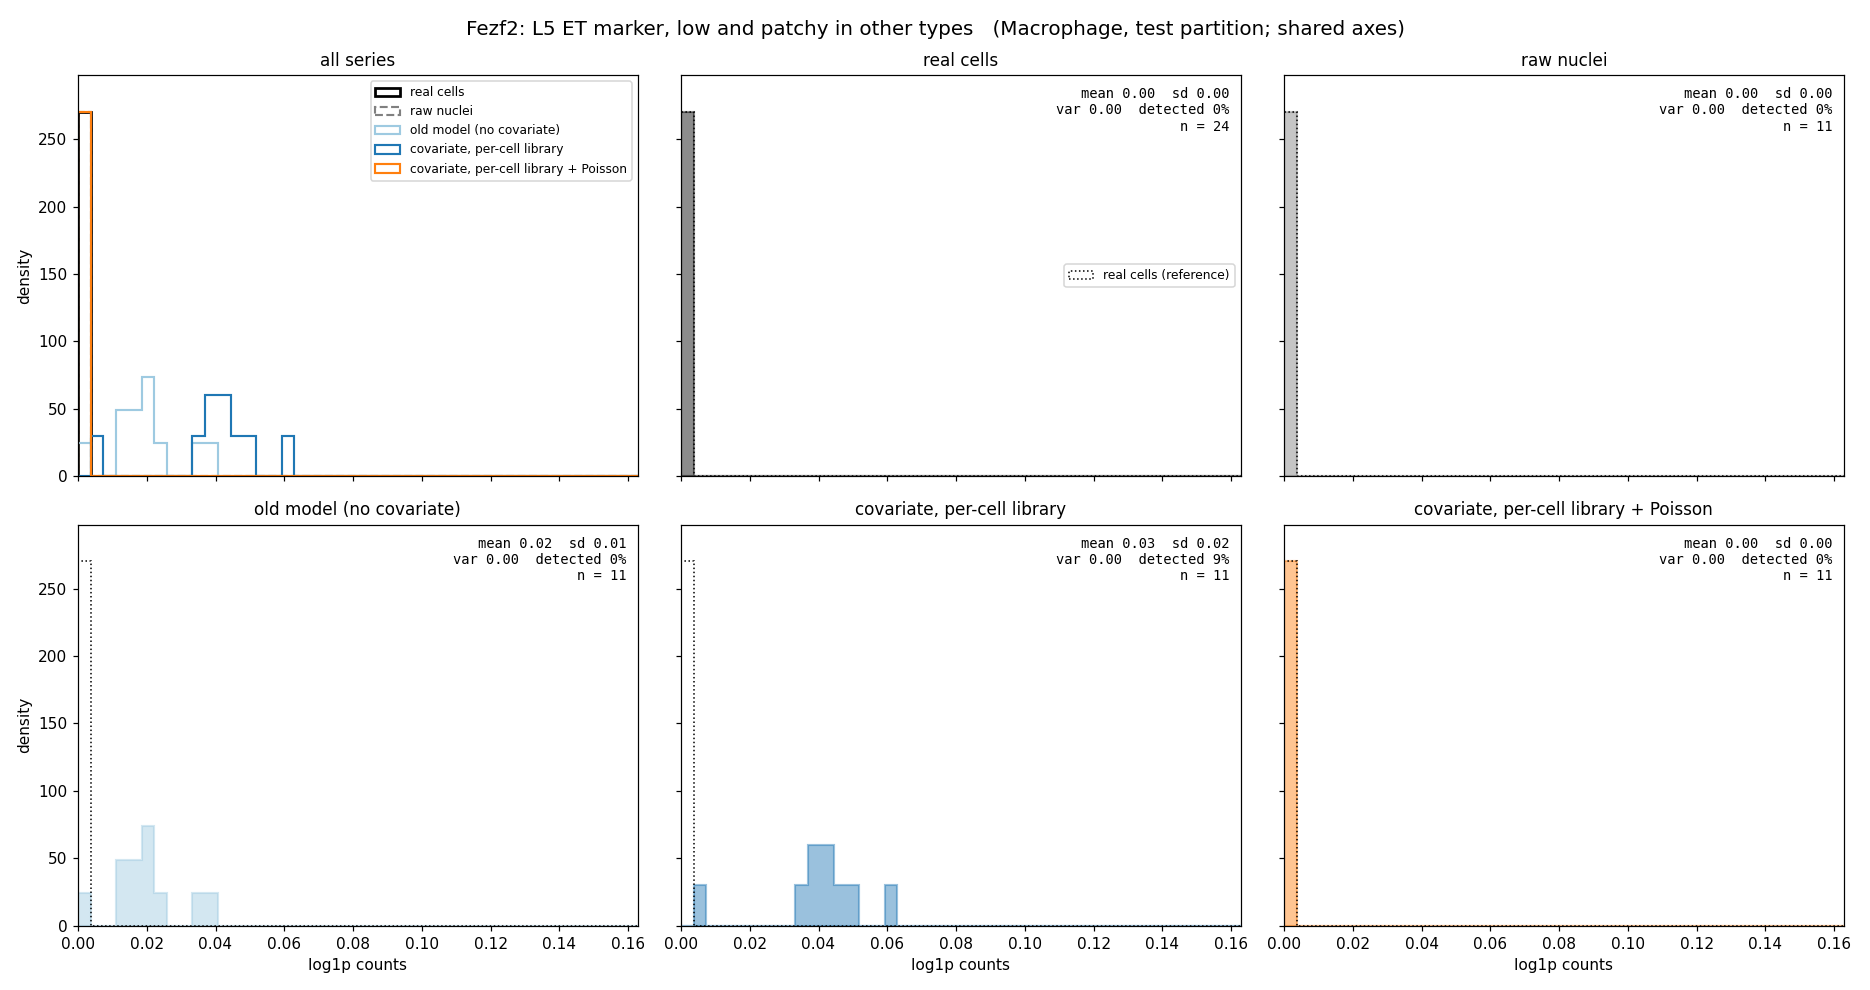 Fezf2: L5 ET marker, low and patchy in other types   (Macrophage, test partition; shared axes)
all series
real cells
raw nuclei
old model (no covariate)
covariate, per-cell library
covariate, per-cell library + Poisson
density
250
200
150
100
50
0
real cells
mean 0.00  sd 0.00
var 0.00  detected 0%
n = 24
real cells (reference)
raw nuclei
mean 0.00  sd 0.00
var 0.00  detected 0%
n = 11
old model (no covariate)
mean 0.02  sd 0.01
var 0.00  detected 0%
n = 11
density
250
200
150
100
50
0
0.00 0.02 0.04 0.06 0.08 0.10 0.12 0.14 0.16
log1p counts
covariate, per-cell library
mean 0.03  sd 0.02
var 0.00  detected 9%
n = 11
0.00 0.02 0.04 0.06 0.08 0.10 0.12 0.14 0.16
log1p counts
covariate, per-cell library + Poisson
mean 0.00  sd 0.00
var 0.00  detected 0%
n = 11
0.00 0.02 0.04 0.06 0.08 0.10 0.12 0.14 0.16
log1p counts